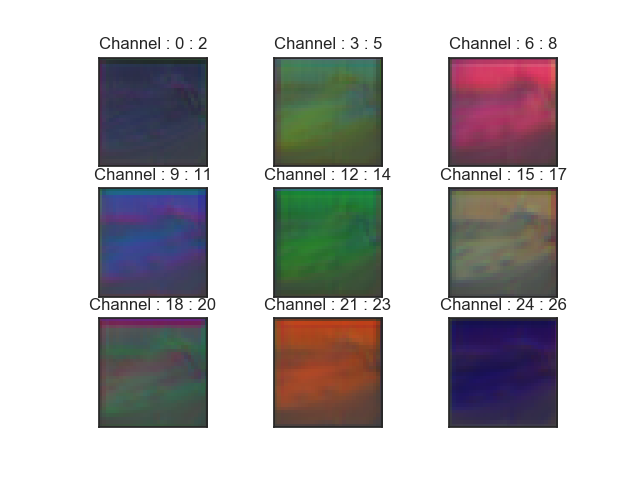 Channel : 0 : 2
Channel : 3 : 5
Channel : 6 : 8
Channel : 9 : 11
Channel : 12 : 14
Channel : 15 : 17
Channel : 18 : 20
Channel : 21 : 23
Channel : 24 : 26